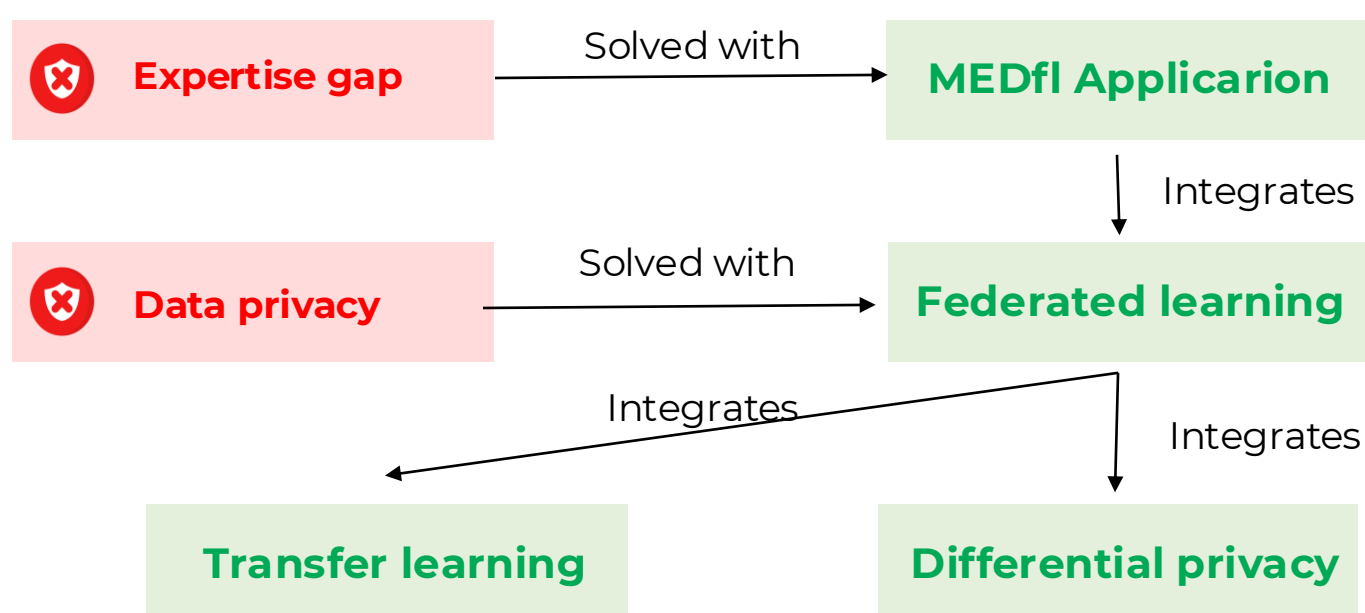 Solved with
Expertise gap
MEDfl Applicarion
Integrates
Solved with
Data privacy
Federated learning
Integrates
Integrates
Transfer learning
Differential privacy